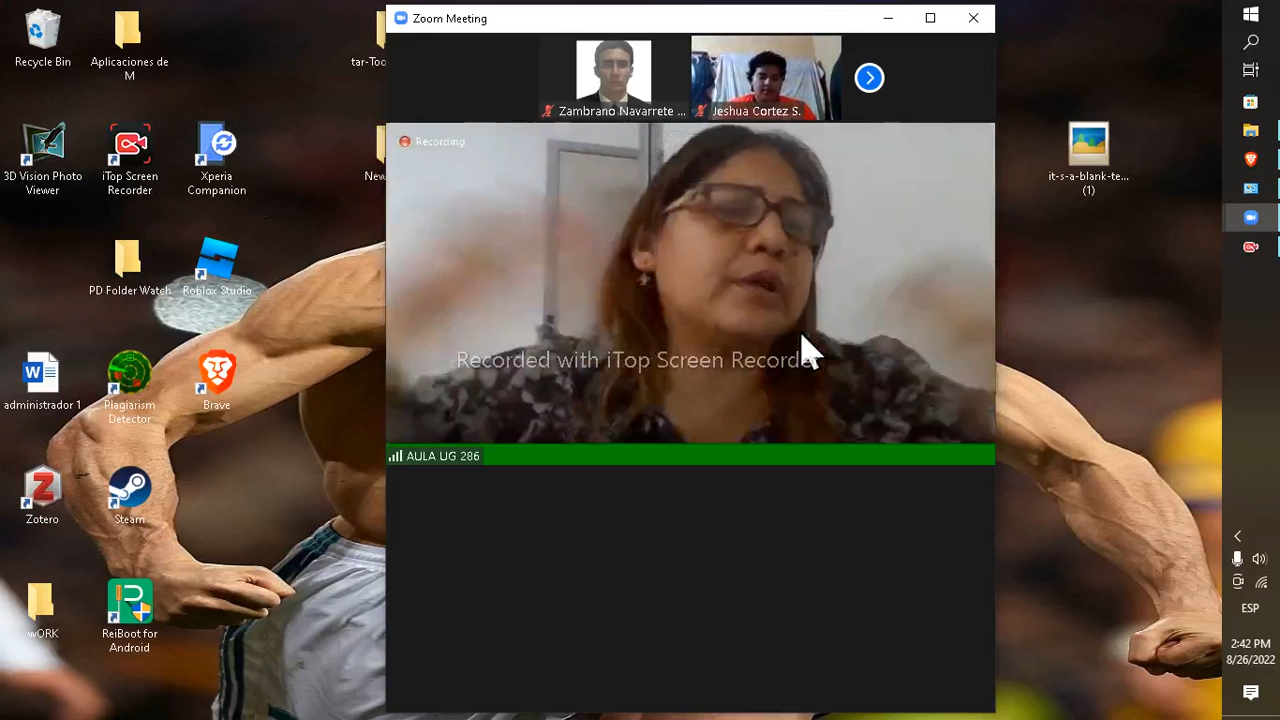 Zoom Meeting
Recycle Bin
Aplicaciones de
M
tar-Too
Zambrano Navarrete ...
Jeshua Cortez S.
Recording
3D Vision Photo
Viewer
iTop Screen
Recorder
Xperia
Companion
New
it-s-a-blank-te...
(1)
PD Folder Watch
Roblox Studio
Recorded with iTop Screen Recorde
administrador 1
Plagiarism
Detector
Brave
AULA UG 286
Zotero
Steam
wORK
ReiBoot for
Android
ESP
2:42 PM
8/26/2022